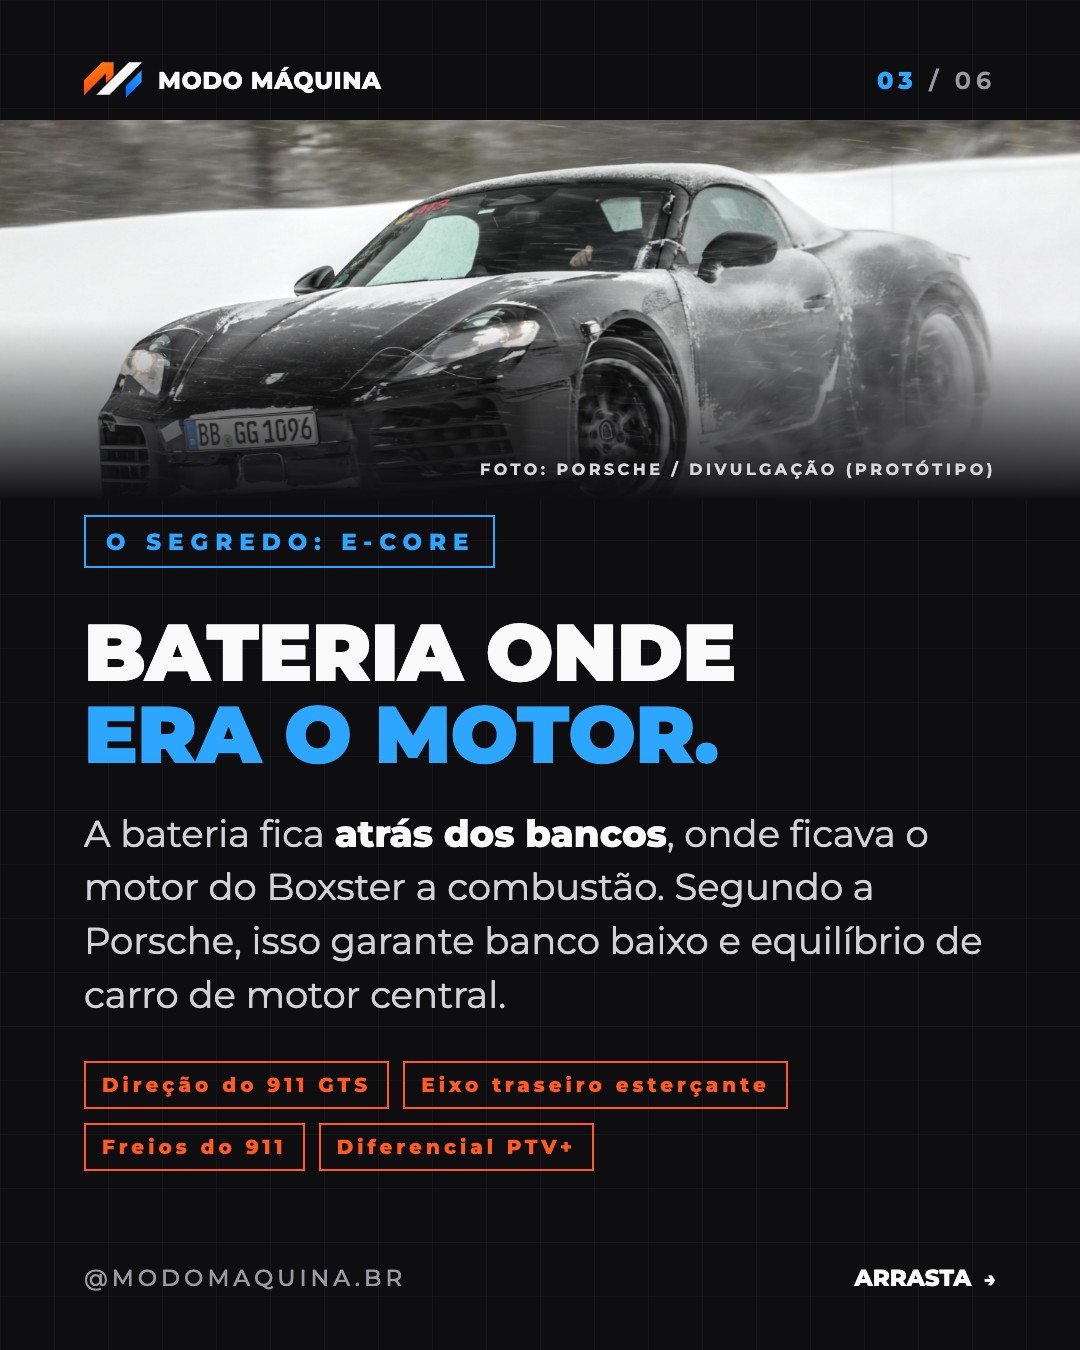 MODO MÁQUINA
03 / 06
BB GG 1096
FOTO: PORSCHE / DIVULGAÇÃO (PROTÓTIPO)
O SEGREDO: E-CORE
BATERIA ONDE
ERA O MOTOR.
A bateria fica atrás dos bancos, onde ficava o
motor do Boxster a combustão. Segundo a
Porsche, isso garante banco baixo e equilíbrio de
carro de motor central.
Direção do 911 GTS
Eixo traseiro esterçante
Freios do 911
Diferencial PTV+
@MODOMAQUINA.BR
ARRASTA →